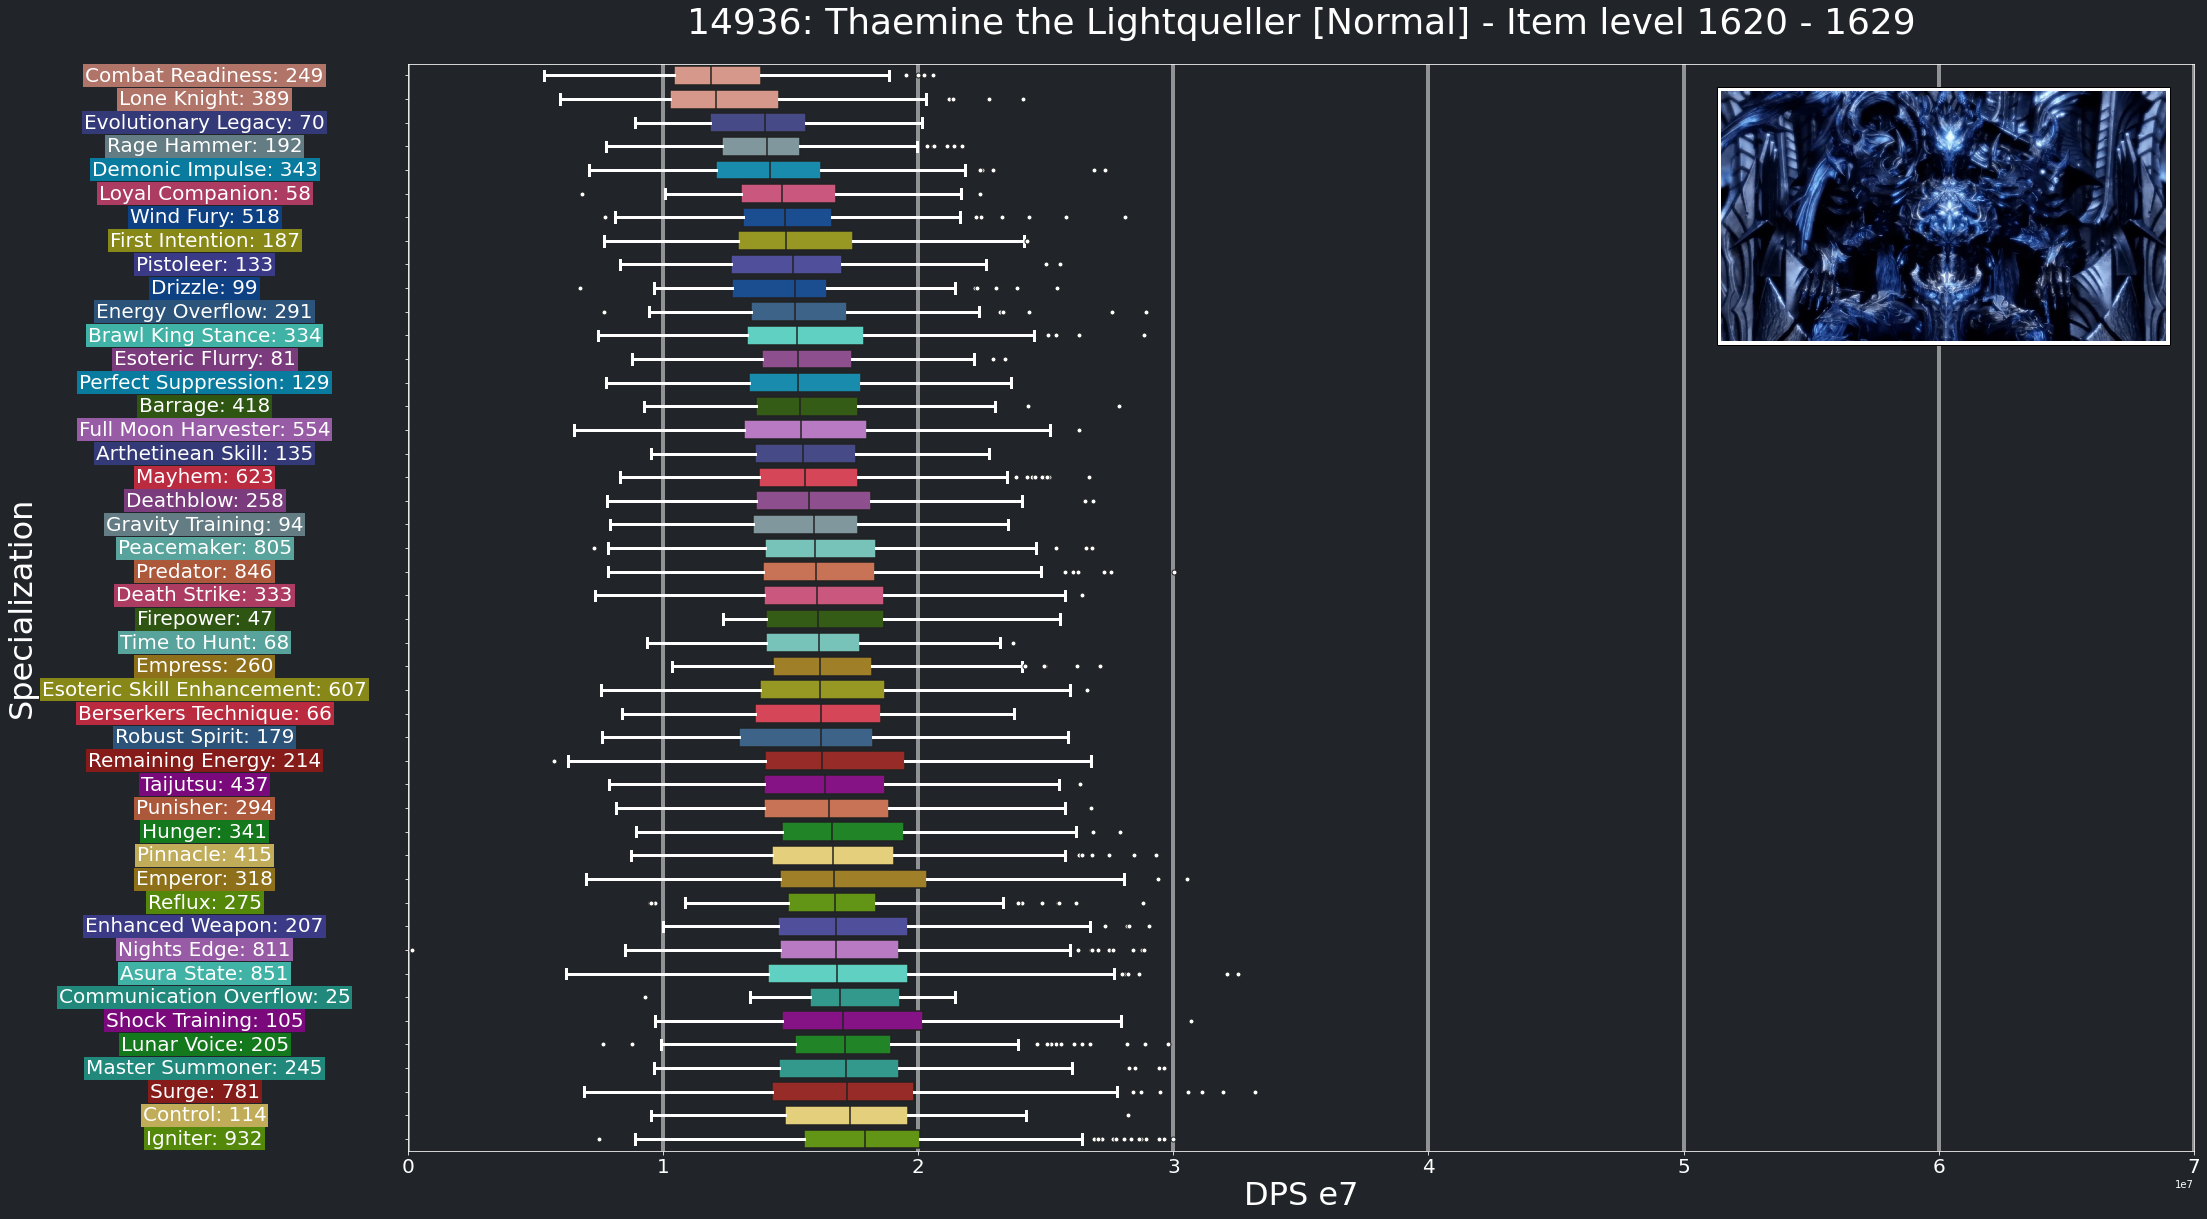 14936: Thaemine the Lightqueller [Normal] - Item level 1620 - 1629
Combat Readiness: 249
Lone Knight: 389
Evolutionary Legacy: 70
Rage Hammer: 192
Demonic Impulse: 343
Loyal Companion: 58
Wind Fury: 518
First Intention: 187
Pistoleer: 133
Drizzle: 99
Energy Overflow: 291
Brawl King Stance: 334
Esoteric Flurry: 81
Perfect Suppression: 129
Barrage: 418
Full Moon Harvester: 554
Arthetinean Skill: 135
Mayhem: 623
Deathblow: 258
Gravity Training: 94
Peacemaker: 805
Predator: 846
Death Strike: 333
Firepower: 47
Time to Hunt: 68
Empress: 260
Esoteric Skill Enhancement: 607
Berserkers Technique: 66
Robust Spirit: 179
Remaining Energy: 214
Taijutsu: 437
Punisher: 294
Hunger: 341
Pinnacle: 415
Emperor: 318
Reflux: 275
Enhanced Weapon: 207
Nights Edge: 811
Asura State: 851
Communication Overflow: 25
Shock Training: 105
Lunar Voice: 205
Master Summoner: 245
Surge: 781
Control: 114
Igniter: 932
Specialization
0 1 2 3 4 5 6 7
1e7
DPS e7